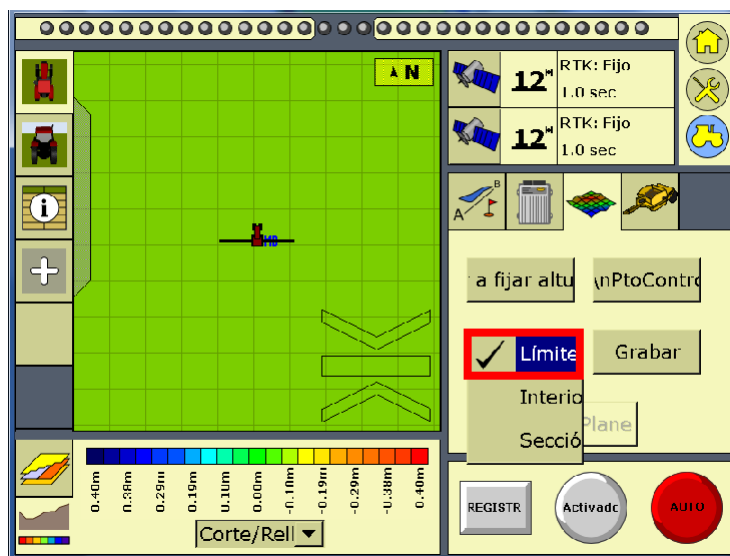 N
12"
RTK: Fijo
1.0 sec
12"
RTK: Fijo
1.0 sec
A B
MB
a fijar altu
\nPtoContro
Límite
Grabar
Interio
Plane
Secció
0.40m
0.38m
0.29m
0.19m
0.10m
0.00m
-0.10m
-0.19m
-0.29m
-0.38m
0.40m
Corte/Rell
REGISTR
Activadc
AUTO